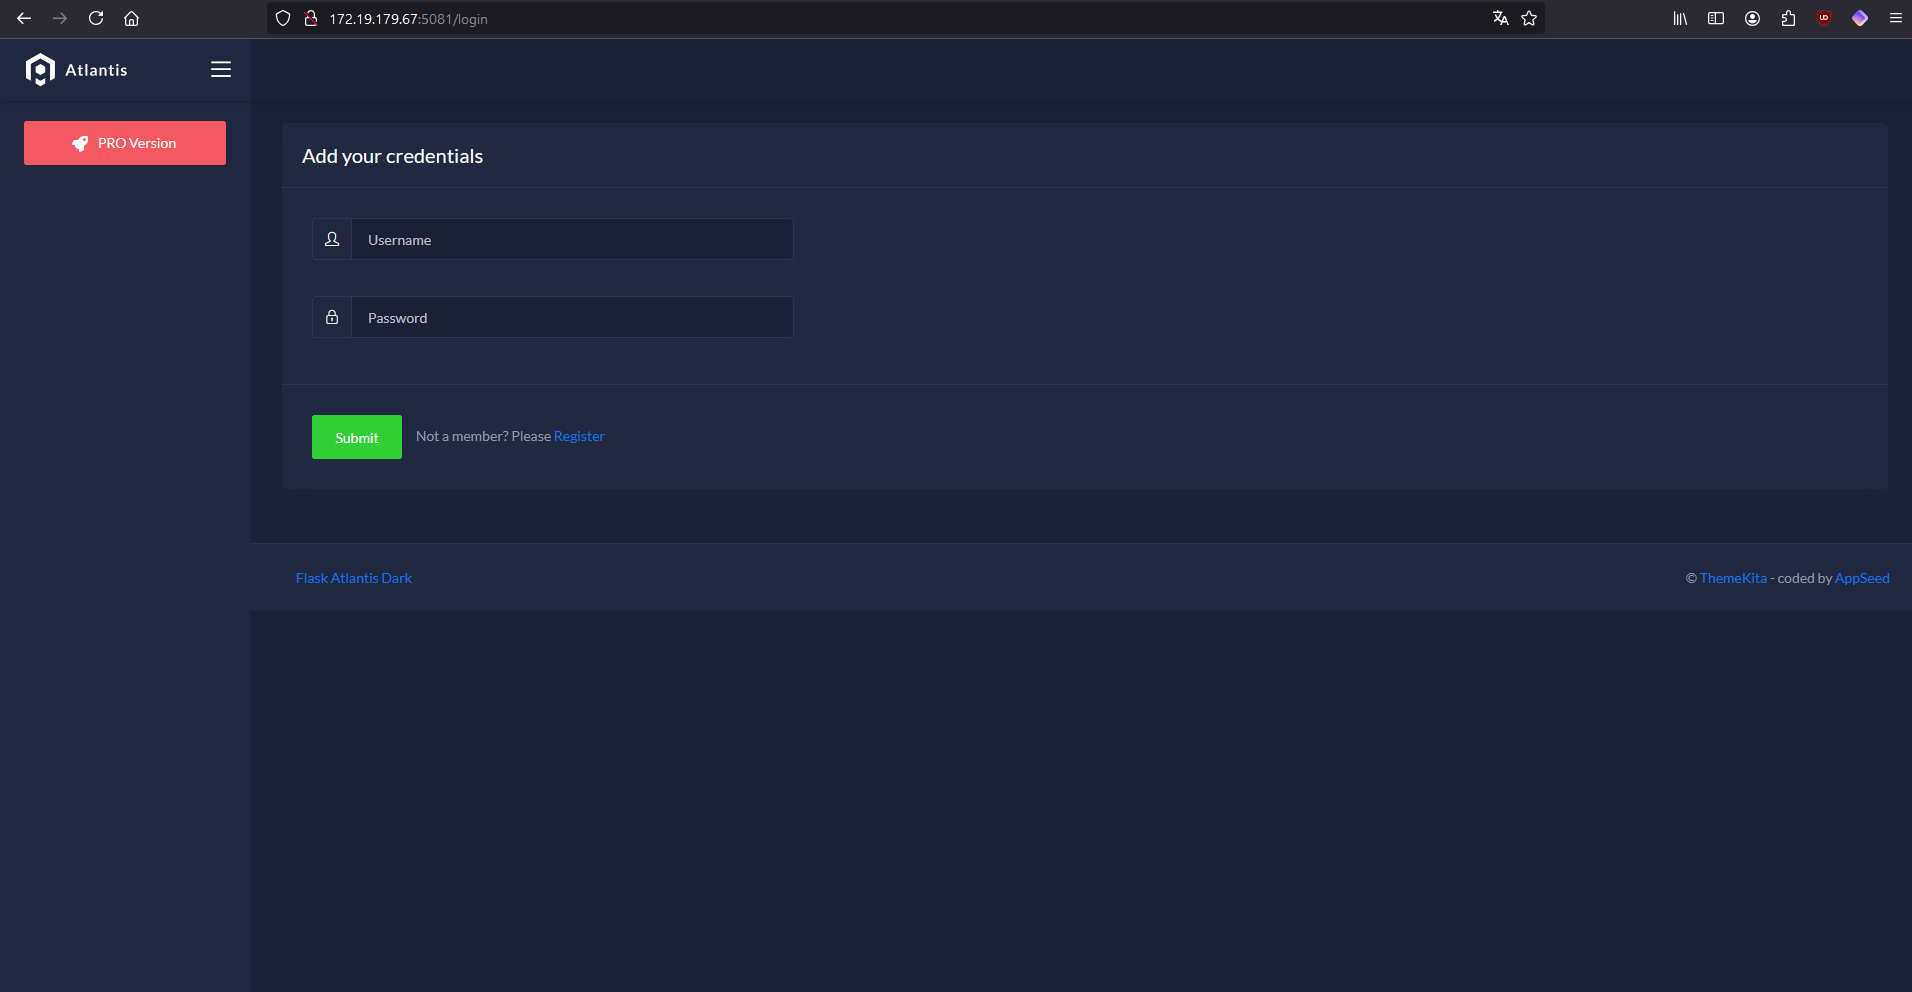 172.19.179.67:5081/login
Atlantis
PRO Version
Add your credentials
Username
Password
Submit Not a member? Please Register
Flask Atlantis Dark
© ThemeKita - coded by AppSeed